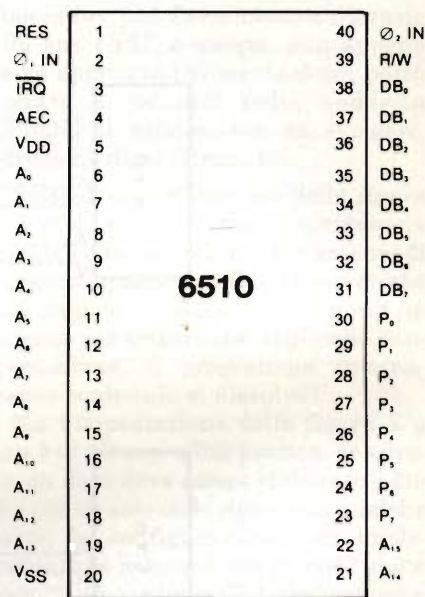 RES 1 40 ∅₂ IN
∅₁ IN 2 39 R/W
I̅R̅Q̅ 3 38 DB₀
AEC 4 37 DB₁
VDD 5 36 DB₂
A₀ 6 35 DB₃
A₁ 7 34 DB₄
A₂ 8 33 DB₅
A₃ 9 32 DB₆
A₄ 10 31 DB₇
6510
A₅ 11 30 P₀
A₆ 12 29 P₁
A₇ 13 28 P₂
A₈ 14 27 P₃
A₉ 15 26 P₄
A₁₀ 16 25 P₅
A₁₁ 17 24 P₆
A₁₂ 18 23 P₇
A₁₃ 19 22 A₁₅
VSS 20 21 A₁₄